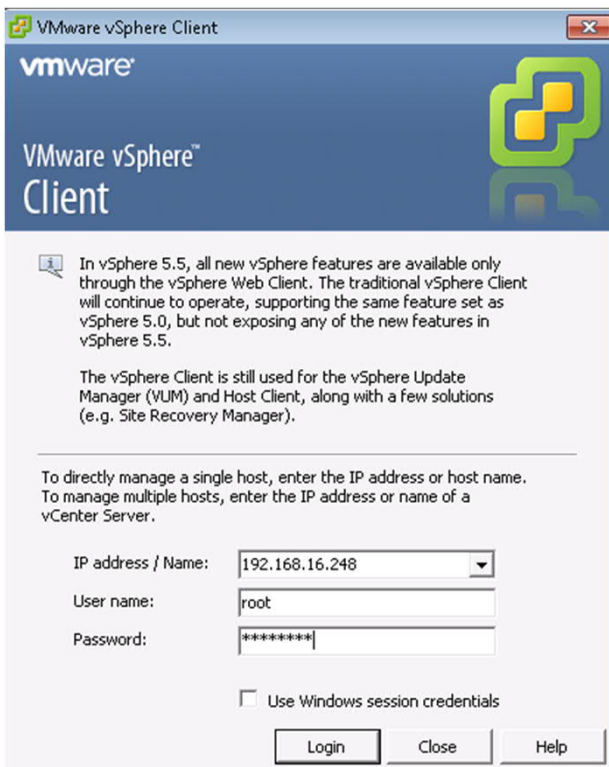 VMware vSphere Client
vmware
VMware vSphere™
Client
In vSphere 5.5, all new vSphere features are available only
through the vSphere Web Client. The traditional vSphere Client
will continue to operate, supporting the same feature set as
vSphere 5.0, but not exposing any of the new features in
vSphere 5.5.
The vSphere Client is still used for the vSphere Update
Manager (VUM) and Host Client, along with a few solutions
(e.g. Site Recovery Manager).
To directly manage a single host, enter the IP address or host name.
To manage multiple hosts, enter the IP address or name of a
vCenter Server.
IP address / Name: 192.168.16.248
User name: root
Password: ********
Use Windows session credentials
Login Close Help